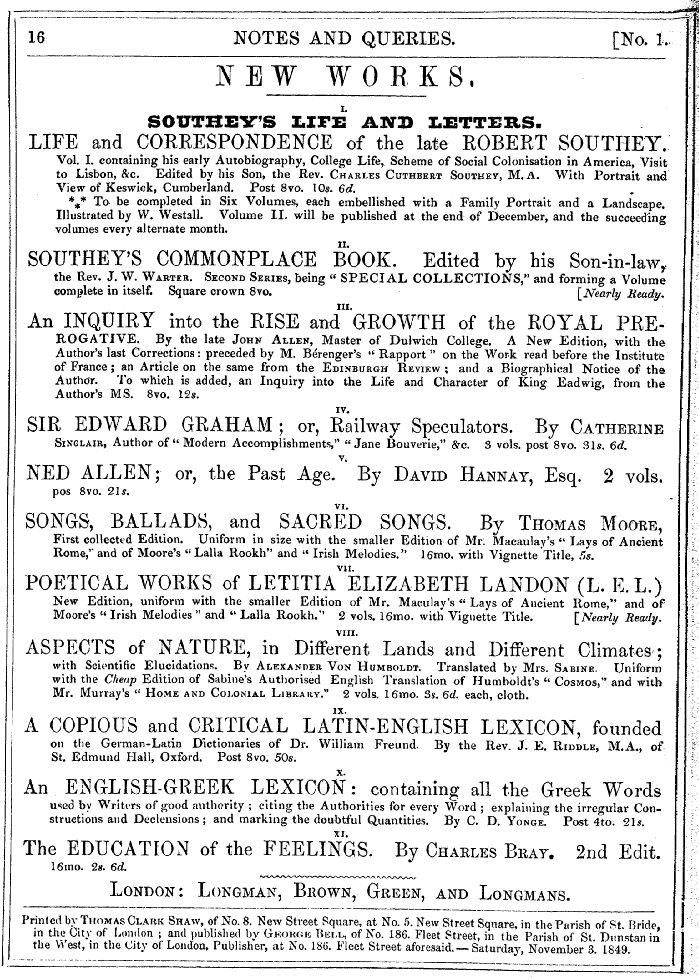 16 NOTES AND QUERIES. [No. 1.
NEW WORKS.
I.
SOUTHEY'S LIFE AND LETTERS.
LIFE and CORRESPONDENCE of the late ROBERT SOUTHEY.
Vol. I. containing his early Autobiography, College Life, Scheme of Social Colonisation in America, Visit
to Lisbon, &c. Edited by his Son, the Rev. CHARLES CUTHBERT SOUTHEY, M.A. With Portrait and
View of Keswick, Cumberland. Post 8vo. 10s. 6d.
*** To be completed in Six Volumes, each embellished with a Family Portrait and a Landscape,
Illustrated by W. Westall. Volume II. will be published at the end of December, and the succeeding
volumes every alternate month.
II.
SOUTHEY'S COMMONPLACE BOOK. Edited by his Son-in-law,
the Rev. J. W. WARTER. SECOND SERIES, being "SPECIAL COLLECTIONS," and forming a Volume
complete in itself. Square crown 8vo. [Nearly Ready.
III.
An INQUIRY into the RISE and GROWTH of the ROYAL PRE-
ROGATIVE. By the late JOHN ALLEN, Master of Dulwich College. A New Edition, with the
Author's last Corrections: preceded by M. Bérenger's "Rapport" on the Work read before the Institute
of France; an Article on the same from the EDINBURGH REVIEW; and a Biographical Notice of the
Author. To which is added, an Inquiry into the Life and Character of King Eadwig, from the
Author's MS. 8vo. 12s.
IV.
SIR EDWARD GRAHAM; or, Railway Speculators. By CATHERINE
SINCLAIR, Author of "Modern Accomplishments," "Jane Bouverie," &c. 3 vols. post 8vo. 31s. 6d.
V.
NED ALLEN; or, the Past Age. By DAVID HANNAY, Esq. 2 vols.
pos 8vo. 21s.
VI.
SONGS, BALLADS, and SACRED SONGS. By THOMAS MOORE,
First collected Edition. Uniform in size with the smaller Edition of Mr. Macaulay's "Lays of Ancient
Rome," and of Moore's "Lalla Rookh" and "Irish Melodies." 16mo. with Vignette Title, 5s.
VII.
POETICAL WORKS of LETITIA ELIZABETH LANDON (L. E. L.)
New Edition, uniform with the smaller Edition of Mr. Maculay's "Lays of Ancient Rome," and of
Moore's "Irish Melodies" and "Lalla Rookh." 2 vols. 16mo. with Vignette Title. [Nearly Ready.
VIII.
ASPECTS of NATURE, in Different Lands and Different Climates;
with Scientific Elucidations. By ALEXANDER VON HUMBOLDT. Translated by Mrs. SABINE. Uniform
with the Cheap Edition of Sabine's Authorised English Translation of Humboldt's "COSMOS," and with
Mr. Murray's "HOME AND COLONIAL LIBRARY." 2 vols. 16mo. 3s. 6d. each, cloth.
IX.
A COPIOUS and CRITICAL LATIN-ENGLISH LEXICON, founded
on the German-Latin Dictionaries of Dr. William Freund. By the Rev. J. E. RIDDLE, M.A., of
St. Edmund Hall, Oxford. Post 8vo. 50s.
X.
An ENGLISH-GREEK LEXICON: containing all the Greek Words
used by Writers of good authority; citing the Authorities for every Word; explaining the irregular Con-
structions and Declensions; and marking the doubtful Quantities. By C. D. YONGE. Post 4to. 21s.
XI.
The EDUCATION of the FEELINGS. By CHARLES BRAY. 2nd Edit.
16mo. 2s. 6d.
LONDON: LONGMAN, BROWN, GREEN, AND LONGMANS.
Printed by THOMAS CLARK SHAW, of No. 8. New Street Square, at No. 5. New Street Square, in the Parish of St. Bride,
in the City of London; and published by GEORGE BELL, of No. 186. Fleet Street, in the Parish of St. Dunstan in
the West, in the City of London, Publisher, at No. 186. Fleet Street aforesaid.—Saturday, November 3. 1849.